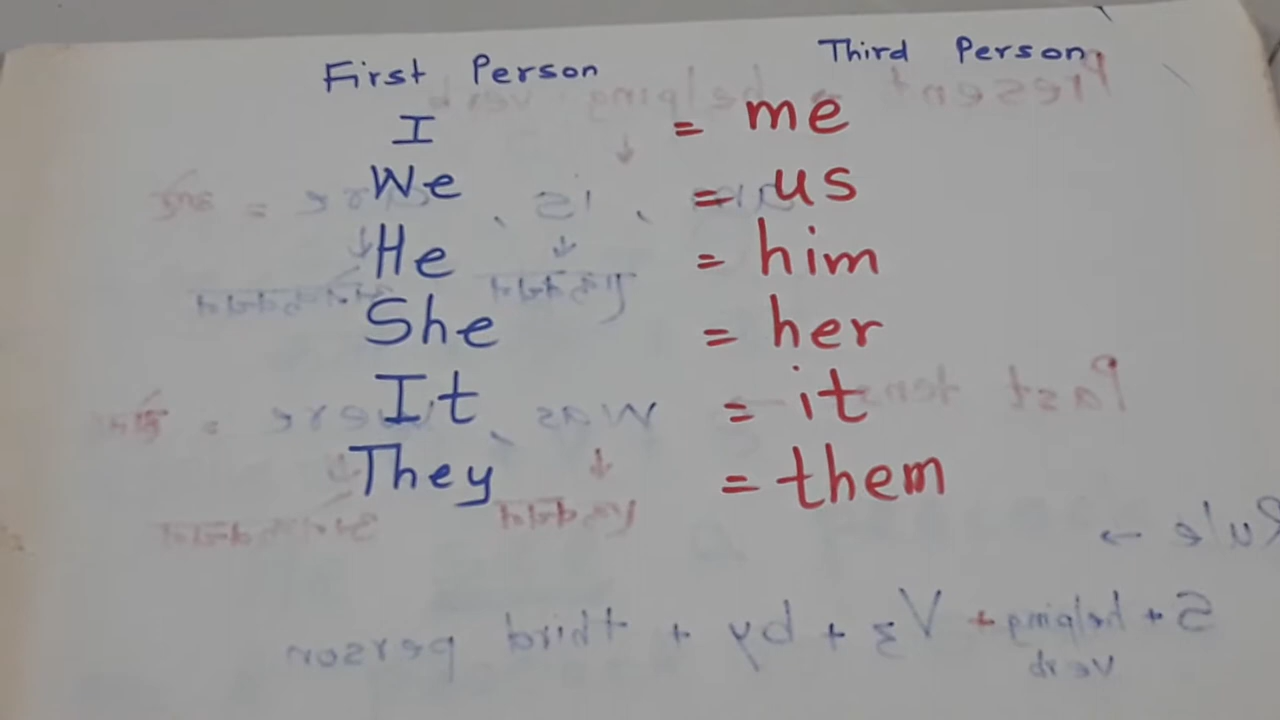 First Person Third Person
I = me
We = us
He = him
She = her
It = it
They = them